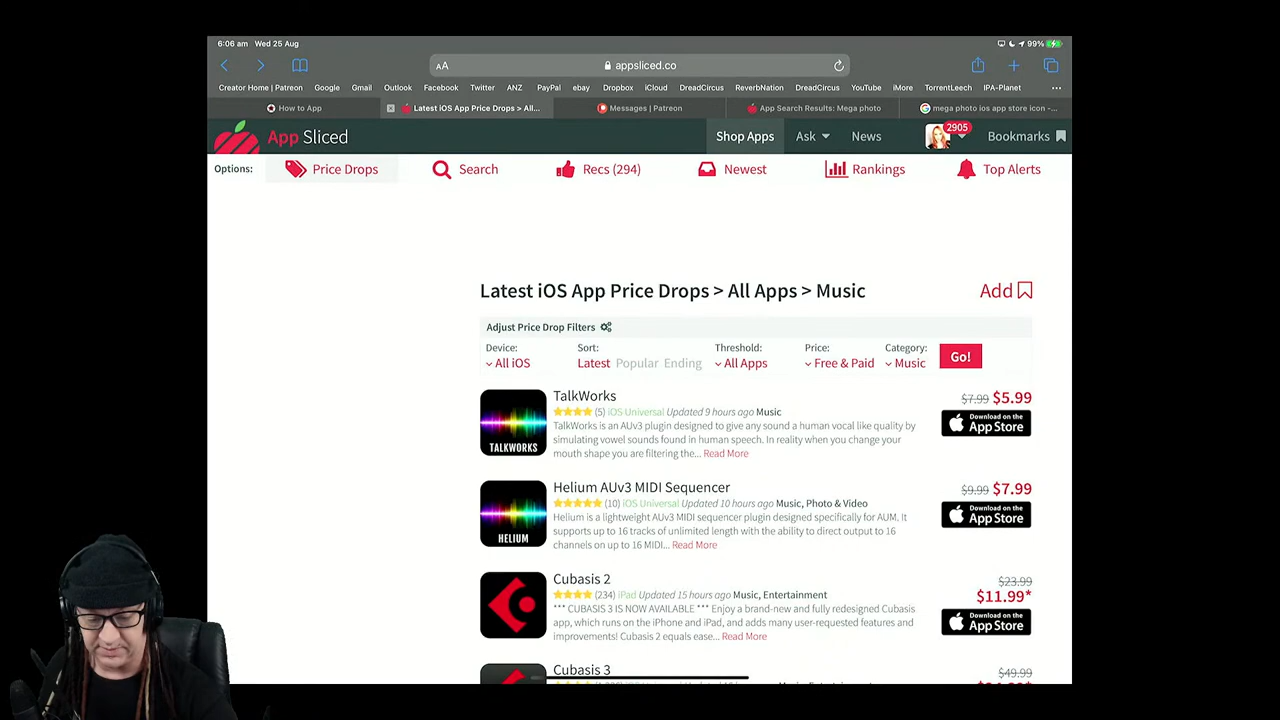 6:06 am Wed 25 Aug 99%
AA appsliced.co
Creator Home | Patreon Google Gmail Outlook Facebook Twitter ANZ PayPal ebay Dropbox iCloud DreadCircus ReverbNation DreadCircus YouTube iMore TorrentLeech IPA-Planet ...
How to App Latest iOS App Price Drops > All... Messages | Patreon App Search Results: Mega photo mega photo ios app store icon -...
App Sliced Shop Apps Ask News 2905 Bookmarks
Options: Price Drops Search Recs (294) Newest Rankings Top Alerts
Latest iOS App Price Drops > All Apps > Music Add
Adjust Price Drop Filters
Device: Sort: Threshold: Price: Category:
All iOS Latest Popular Ending All Apps Free & Paid Music Go!
TalkWorks $7.99 $5.99
(5) iOS Universal Updated 9 hours ago Music
TalkWorks is an AUv3 plugin designed to give any sound a human vocal like quality by
simulating vowel sounds found in human speech. In reality when you change your
mouth shape you are filtering the... Read More
TALKWORKS
Download on the
App Store
Helium AUv3 MIDI Sequencer $9.99 $7.99
(10) iOS Universal Updated 10 hours ago Music, Photo & Video
Helium is a lightweight AUv3 MIDI sequencer plugin designed specifically for AUM. It
supports up to 16 tracks of unlimited length with the ability to direct output to 16
channels on up to 16 MIDI... Read More
HELIUM
Download on the
App Store
Cubasis 2 $23.99
$11.99*
(234) iPad Updated 15 hours ago Music, Entertainment
*** CUBASIS 3 IS NOW AVAILABLE *** Enjoy a brand-new and fully redesigned Cubasis
app, which runs on the iPhone and iPad, and adds many user-requested features and
improvements! Cubasis 2 equals ease... Read More
Download on the
App Store
Cubasis 3 $49.99